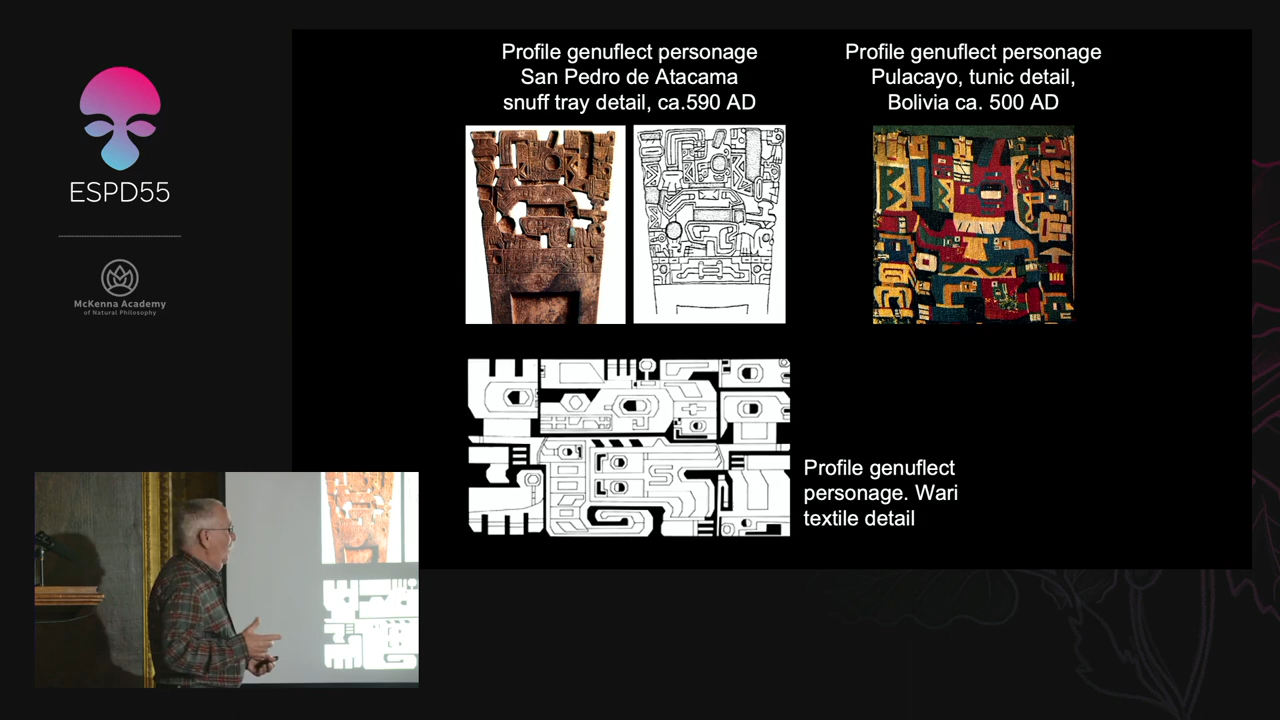 Profile genuflect personage
San Pedro de Atacama
snuff tray detail, ca.590 AD
Profile genuflect personage
Pulacayo, tunic detail,
Bolivia ca. 500 AD
ESPD55
McKenna Academy
of Natural Philosophy
Profile genuflect
personage. Wari
textile detail